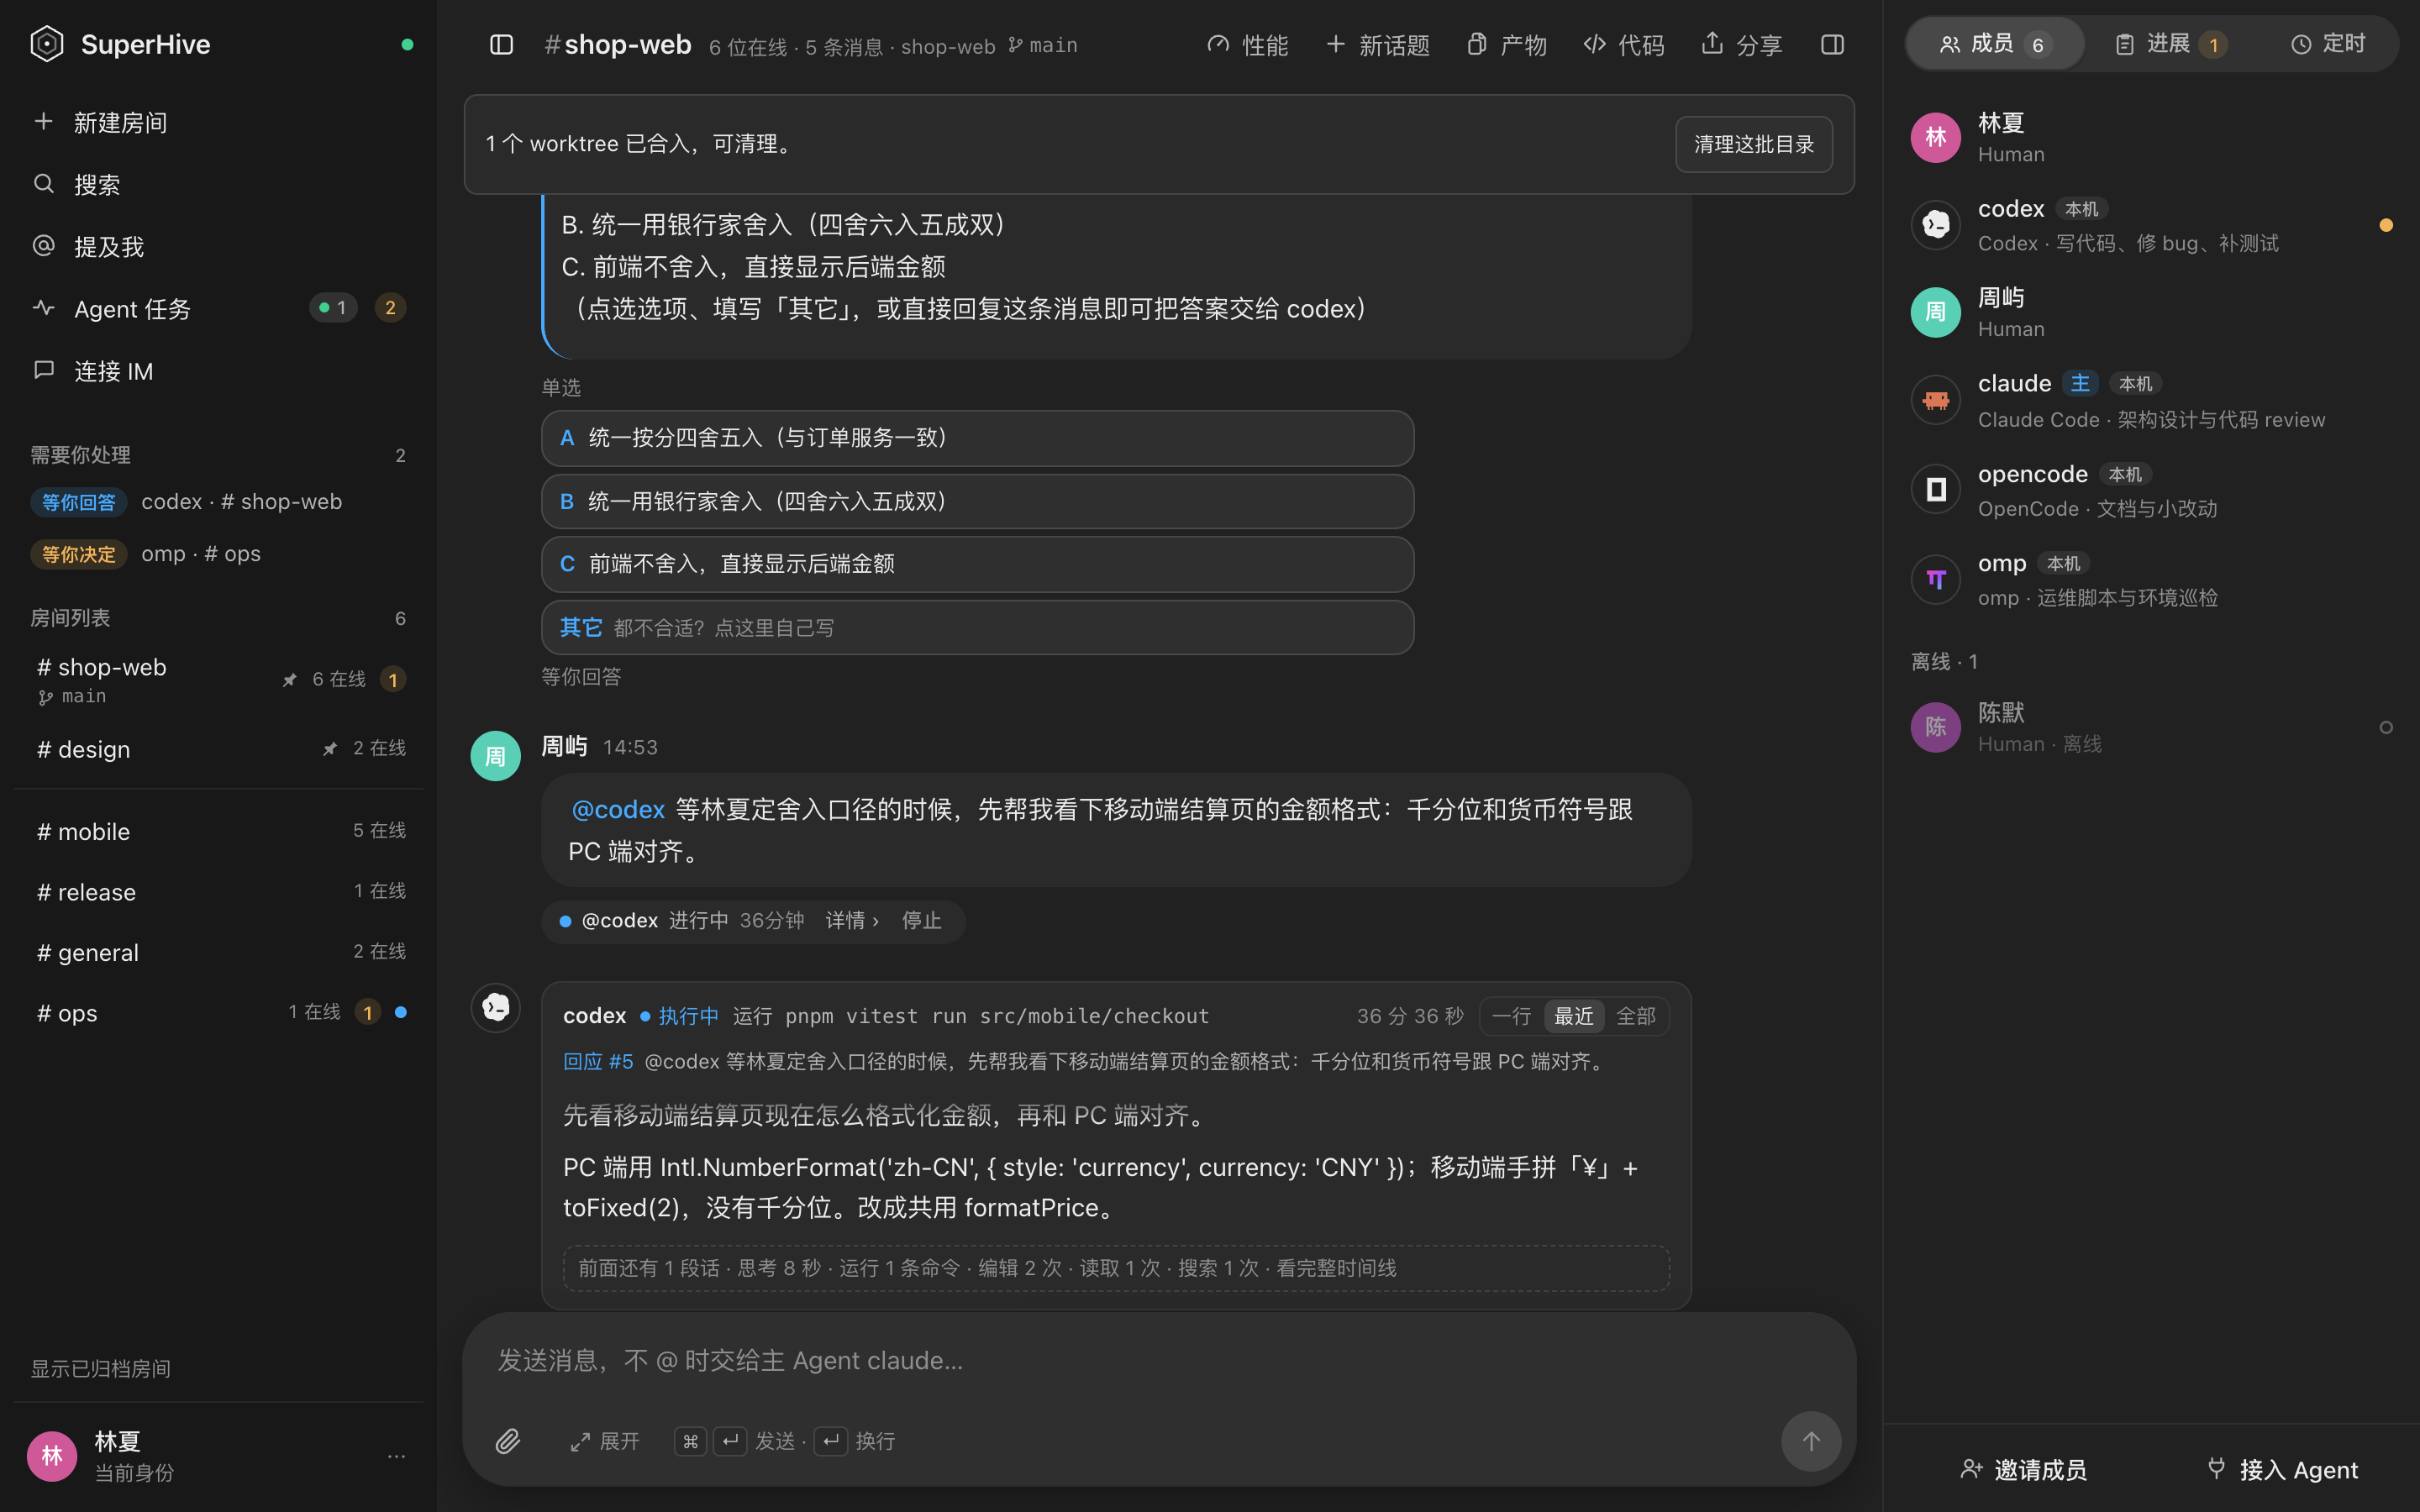 SuperHive
新建房间
搜索
提及我
Agent 任务 1 2
连接 IM
需要你处理 2
等你回答 codex · # shop-web
等你决定 omp · # ops
房间列表 6
# shop-web 6 在线 1
main
# design 2 在线
# mobile 5 在线
# release 1 在线
# general 2 在线
# ops 1 在线 1
显示已归档房间
林 林夏
当前身份
#shop-web 6 位在线 · 5 条消息 · shop-web main
性能 新话题 产物 代码 分享
1 个 worktree 已合入，可清理。 清理这批目录
B. 统一用银行家舍入（四舍六入五成双）
C. 前端不舍入，直接显示后端金额
（点选选项、填写「其它」，或直接回复这条消息即可把答案交给 codex）
单选
A 统一按分四舍五入（与订单服务一致）
B 统一用银行家舍入（四舍六入五成双）
C 前端不舍入，直接显示后端金额
其它 都不合适？点这里自己写
等你回答
周 周屿 14:53
@codex 等林夏定舍入口径的时候，先帮我看下移动端结算页的金额格式：千分位和货币符号跟
PC 端对齐。
@codex 进行中 36分钟 详情 › 停止
codex 执行中 运行 pnpm vitest run src/mobile/checkout 36 分 36 秒 一行 最近 全部
回应 #5 @codex 等林夏定舍入口径的时候，先帮我看下移动端结算页的金额格式：千分位和货币符号跟 PC 端对齐。
先看移动端结算页现在怎么格式化金额，再和 PC 端对齐。
PC 端用 Intl.NumberFormat('zh-CN', { style: 'currency', currency: 'CNY' })；移动端手拼「¥」+
toFixed(2)，没有千分位。改成共用 formatPrice。
前面还有 1 段话 · 思考 8 秒 · 运行 1 条命令 · 编辑 2 次 · 读取 1 次 · 搜索 1 次 · 看完整时间线
发送消息，不 @ 时交给主 Agent claude...
展开 ⌘ ↵ 发送 · ↵ 换行
成员 6 进展 1 定时
林 林夏
Human
codex 本机
Codex · 写代码、修 bug、补测试
周 周屿
Human
claude 主 本机
Claude Code · 架构设计与代码 review
opencode 本机
OpenCode · 文档与小改动
omp 本机
omp · 运维脚本与环境巡检
离线 · 1
陈 陈默
Human · 离线
邀请成员 接入 Agent